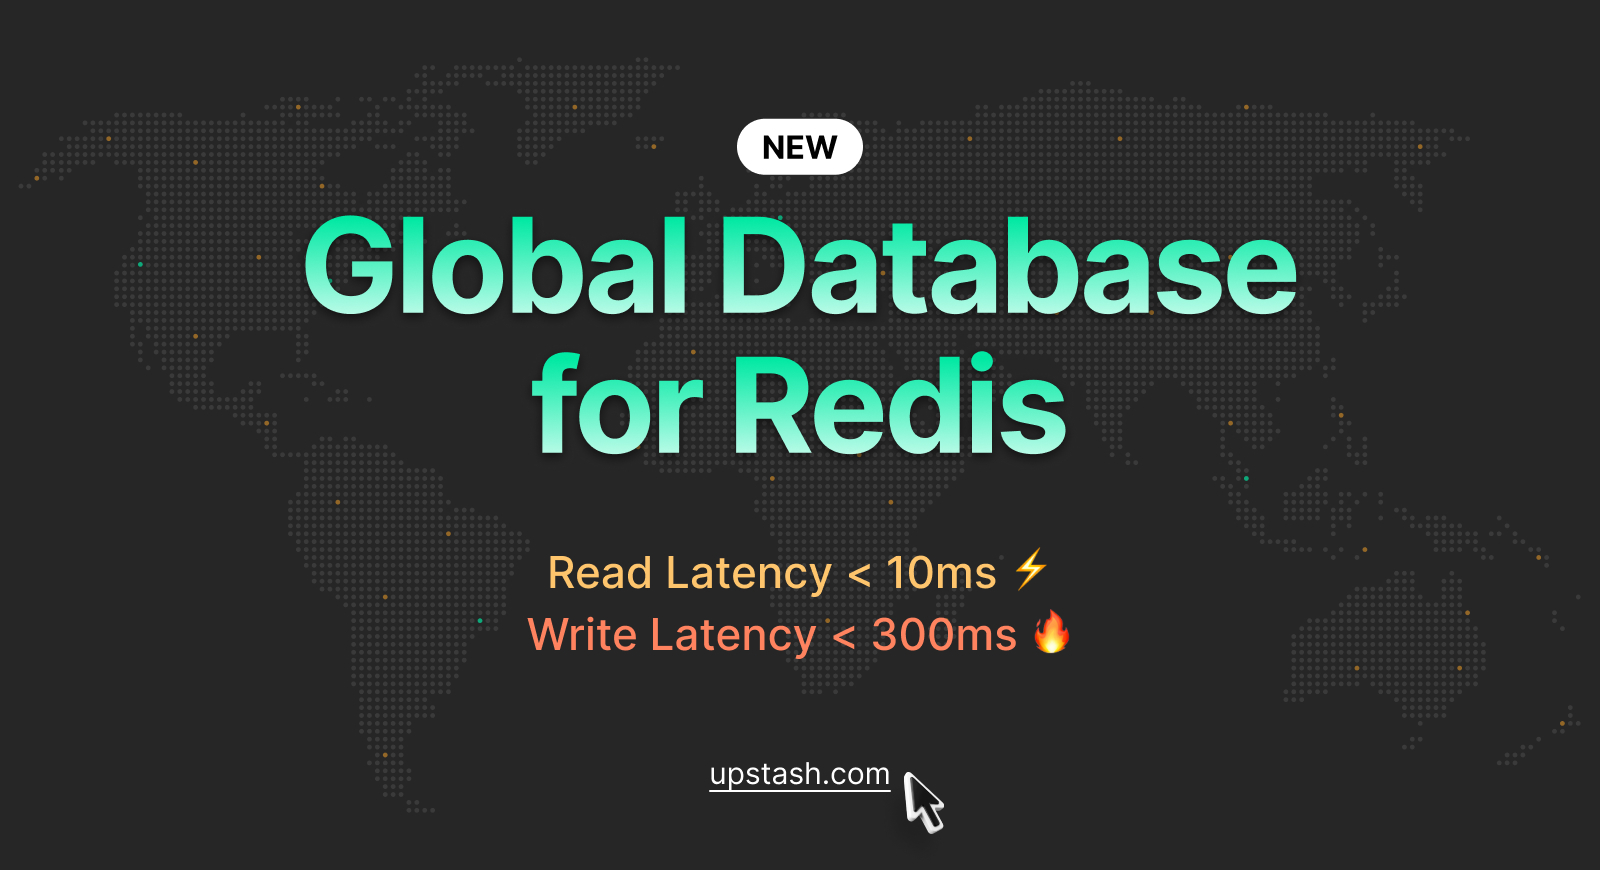 NEW
Global Database
for Redis
Read Latency < 10ms ⚡
Write Latency < 300ms 🔥
upstash.com